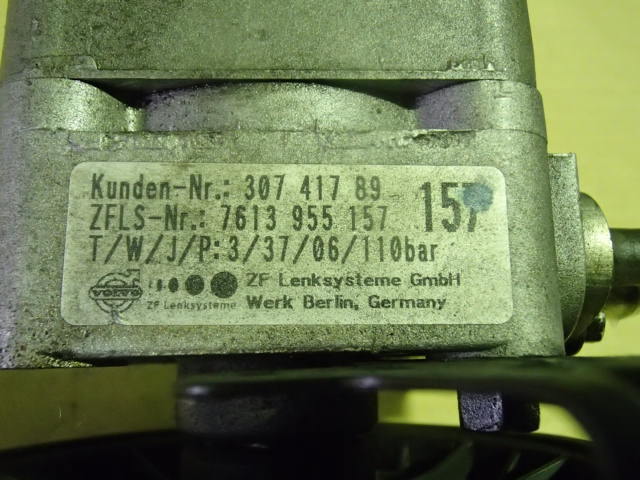 Kunden-Nr.: 307 417 89
ZFLS-Nr.: 7613 955 157 157
T/W/J/P:3/37/06/110bar
VOLVO ZF Lenksysteme ZF Lenksysteme GmbH
Werk Berlin, Germany